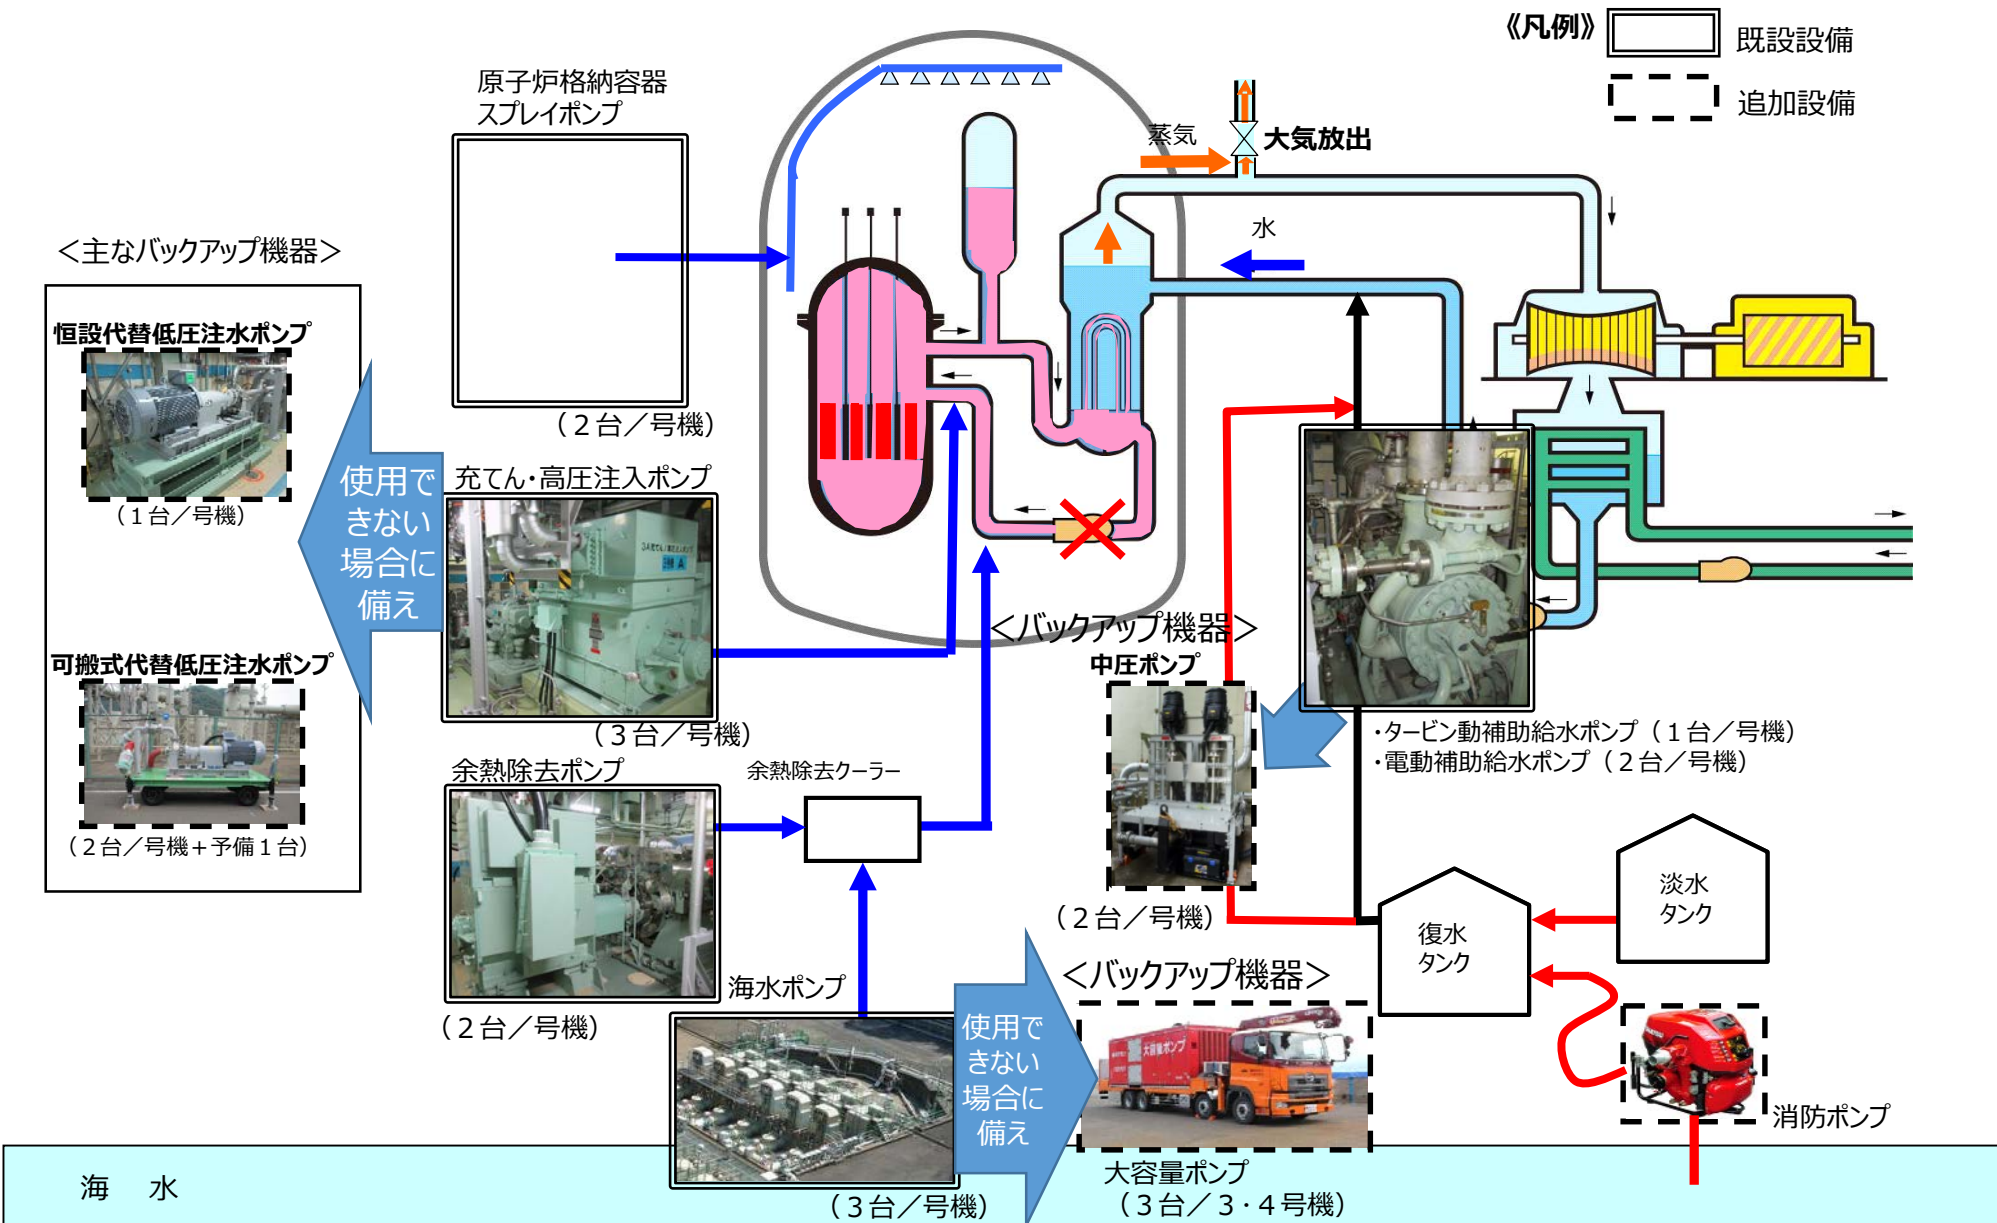 《凡例》
既設設備
追加設備
原子炉格納容器
スプレイポンプ
(２台／号機)
蒸気
大気放出
水
＜主なバックアップ機器＞
恒設代替低圧注水ポンプ
(１台／号機)
可搬式代替低圧注水ポンプ
(２台／号機＋予備１台)
使用で
きない
場合に
備え
充てん・高圧注入ポンプ
(３台／号機)
余熱除去ポンプ
(２台／号機)
余熱除去クーラー
海水ポンプ
(３台／号機)
使用で
きない
場合に
備え
＜バックアップ機器＞
中圧ポンプ
(２台／号機)
・タービン動補助給水ポンプ（１台／号機）
・電動補助給水ポンプ（２台／号機）
＜バックアップ機器＞
大容量ポンプ
大容量ポンプ
(３台／３・４号機)
復水
タンク
淡水
タンク
消防ポンプ
海　水